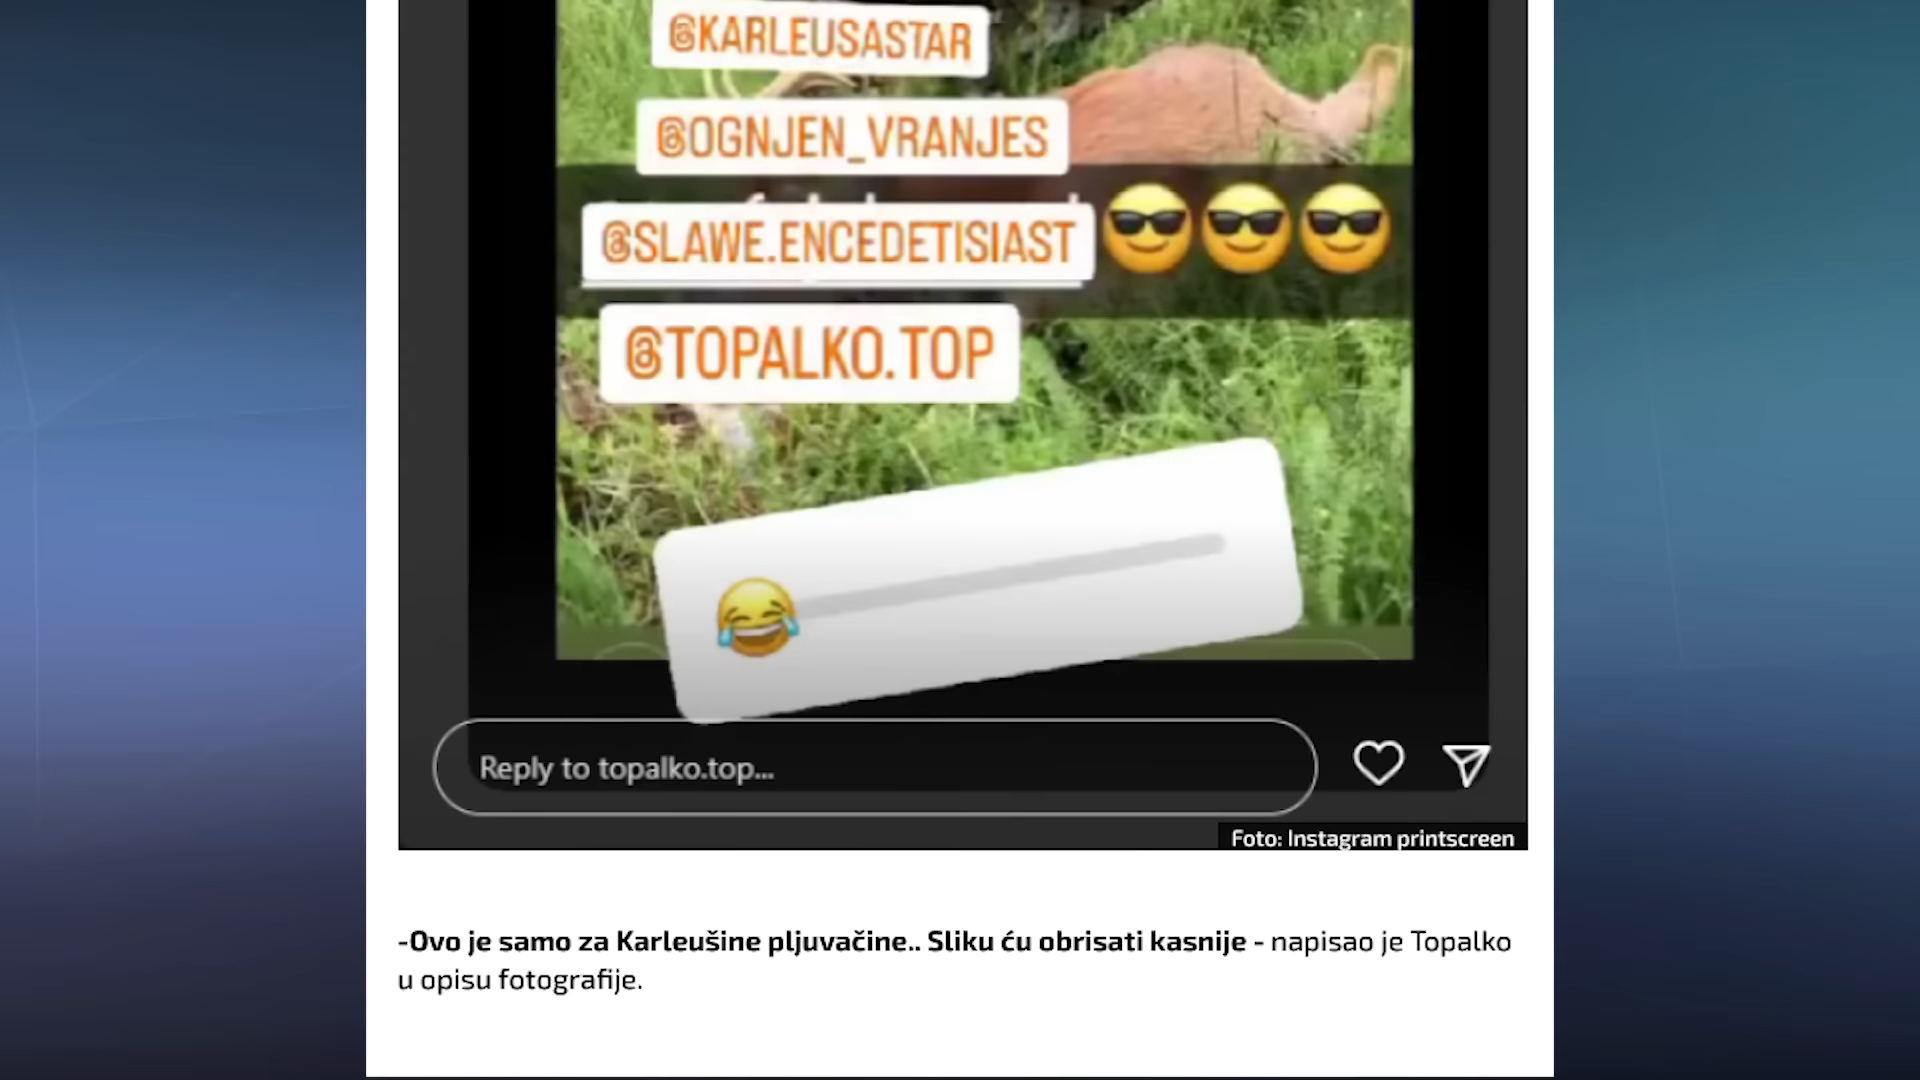 @KARLEUSASTAR
@OGNJEN_VRANJES
@SLAWE.ENCEDETISIAST
@TOPALKO.TOP
Reply to topalko.top...
Foto: Instagram printscreen
-Ovo je samo za Karleušine pljuvačine.. Sliku ću obrisati kasnije - napisao je Topalko
u opisu fotografije.